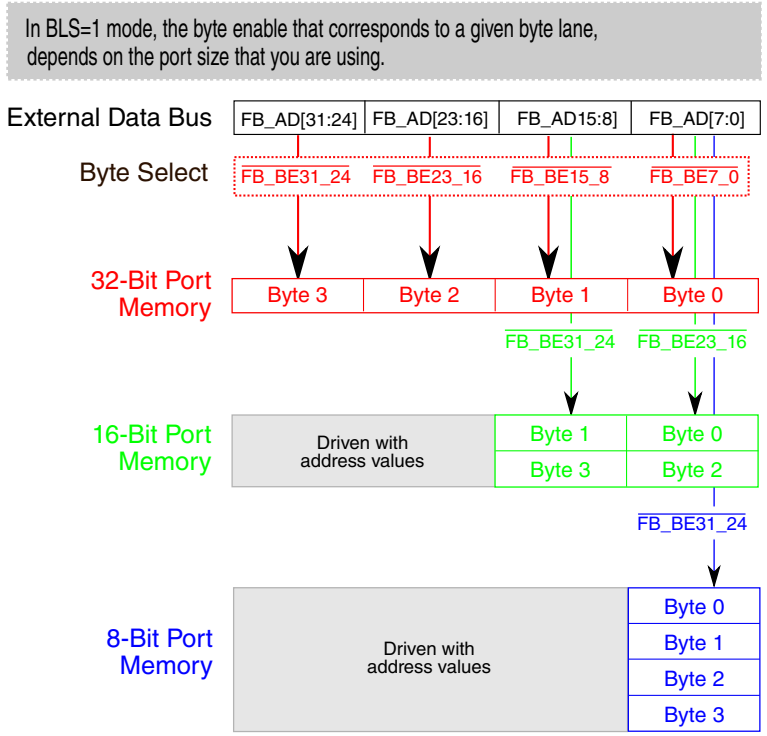 In BLS=1 mode, the byte enable that corresponds to a given byte lane,
depends on the port size that you are using.
External Data Bus FB_AD[31:24] FB_AD[23:16] FB_AD15:8] FB_AD[7:0]
Byte Select FB_BE31_24 FB_BE23_16 FB_BE15_8 FB_BE7_0
32-Bit Port
Memory
Byte 3 Byte 2 Byte 1 Byte 0
FB_BE31_24 FB_BE23_16
16-Bit Port
Memory
Driven with
address values
Byte 1 Byte 0
Byte 3 Byte 2
FB_BE31_24
8-Bit Port
Memory
Driven with
address values
Byte 0
Byte 1
Byte 2
Byte 3